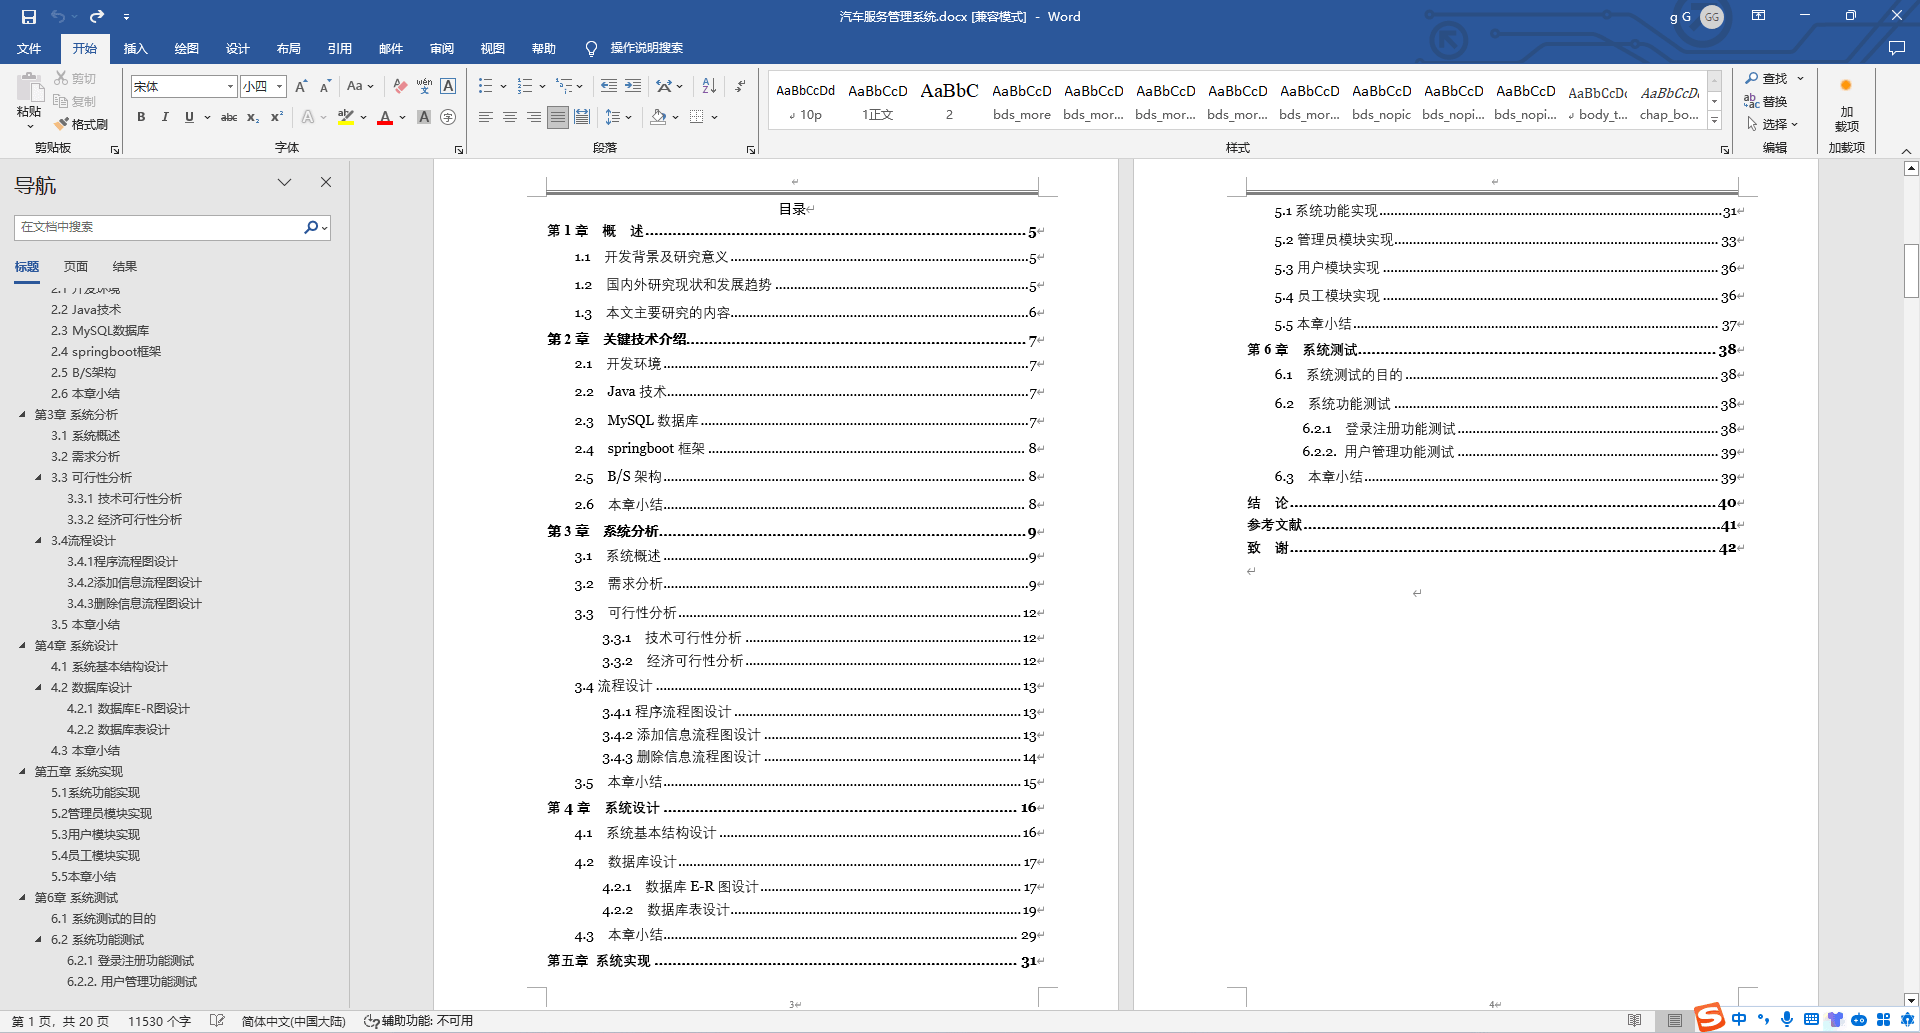 汽车服务管理系统.docx [兼容模式] - Word
g G
GG
文件 开始 插入 绘图 设计 布局 引用 邮件 审阅 视图 帮助 操作说明搜索
粘贴
剪切
复制
格式刷
剪贴板
宋体 小四
字体
段落
AaBbCcDd AaBbCcD AaBbC AaBbCcD AaBbCcD AaBbCcD AaBbCcD AaBbCcD AaBbCcD AaBbCcD AaBbCcD AaBbCcDc AaBbCcDi
10p 1正文 2 bds_more bds_mor... bds_mor... bds_mor... bds_mor... bds_nopic bds_nopi... bds_nopi... body_t... chap_bo...
样式
查找
替换
选择
编辑
加
载项
加载项
导航
在文档中搜索
标题 页面 结果
2.1 开发环境
2.2 Java技术
2.3 MySQL数据库
2.4 springboot框架
2.5 B/S架构
2.6 本章小结
第3章 系统分析
3.1 系统概述
3.2 需求分析
3.3 可行性分析
3.3.1 技术可行性分析
3.3.2 经济可行性分析
3.4流程设计
3.4.1程序流程图设计
3.4.2添加信息流程图设计
3.4.3删除信息流程图设计
3.5 本章小结
第4章 系统设计
4.1 系统基本结构设计
4.2 数据库设计
4.2.1 数据库E-R图设计
4.2.2 数据库表设计
4.3 本章小结
第五章 系统实现
5.1系统功能实现
5.2管理员模块实现
5.3用户模块实现
5.4员工模块实现
5.5本章小结
第6章 系统测试
6.1 系统测试的目的
6.2 系统功能测试
6.2.1 登录注册功能测试
6.2.2. 用户管理功能测试
目录
第 1 章 概 述 5
1.1 开发背景及研究意义 5
1.2 国内外研究现状和发展趋势 5
1.3 本文主要研究的内容 6
第 2 章 关键技术介绍 7
2.1 开发环境 7
2.2 Java 技术 7
2.3 MySQL 数据库 7
2.4 springboot 框架 8
2.5 B/S 架构 8
2.6 本章小结 8
第 3 章 系统分析 9
3.1 系统概述 9
3.2 需求分析 9
3.3 可行性分析 12
3.3.1 技术可行性分析 12
3.3.2 经济可行性分析 12
3.4 流程设计 13
3.4.1 程序流程图设计 13
3.4.2 添加信息流程图设计 13
3.4.3 删除信息流程图设计 14
3.5 本章小结 15
第 4 章 系统设计 16
4.1 系统基本结构设计 16
4.2 数据库设计 17
4.2.1 数据库 E-R 图设计 17
4.2.2 数据库表设计 19
4.3 本章小结 29
第五章 系统实现 31
3
5.1 系统功能实现 31
5.2 管理员模块实现 33
5.3 用户模块实现 36
5.4 员工模块实现 36
5.5 本章小结 37
第 6 章 系统测试 38
6.1 系统测试的目的 38
6.2 系统功能测试 38
6.2.1 登录注册功能测试 38
6.2.2. 用户管理功能测试 39
6.3 本章小结 39
结 论 40
参考文献 41
致 谢 42
4
第 1 页，共 20 页 11530 个字 简体中文(中国大陆) 辅助功能: 不可用
中